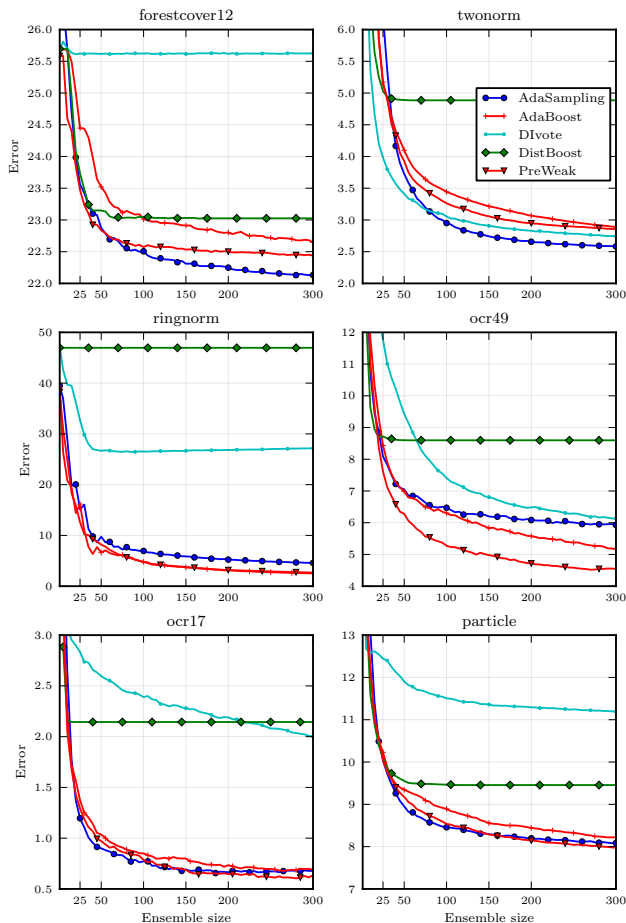 forestcover12
twonorm
Error
26.0
25.5
25.0
24.5
24.0
23.5
23.0
22.5
22.0
25 50 100 200 300
6.0
5.5
5.0
4.5
4.0
3.5
3.0
2.5
2.0
25 50 100 200 300
AdaSampling
AdaBoost
DIvote
DistBoost
PreWeak
ringnorm
ocr49
Error
50
40
30
20
10
0
25 50 100 200 300
12
11
10
9
8
7
6
5
4
25 50 100 200 300
ocr17
particle
Error
3.0
2.5
2.0
1.5
1.0
0.5
25 50 100 200 300
Ensemble size
13
12
11
10
9
8
7
25 50 100 200 300
Ensemble size